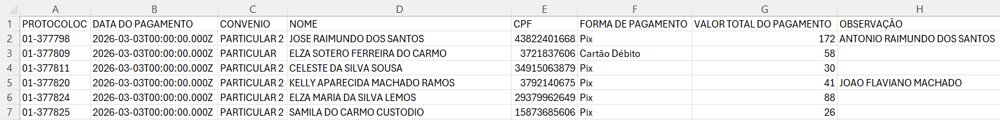 A B C D E F G H
1 PROTOCOLOC DATA DO PAGAMENTO CONVENIO NOME CPF FORMA DE PAGAMENTO VALOR TOTAL DO PAGAMENTO OBSERVAÇÃO
2 01-377798 2026-03-03T00:00:00.000Z PARTICULAR 2 JOSE RAIMUNDO DOS SANTOS 43822401668 Pix 172 ANTONIO RAIMUNDO DOS SANTOS
3 01-377809 2026-03-03T00:00:00.000Z PARTICULAR ELZA SOTERO FERREIRA DO CARMO 3721837606 Cartão Débito 58
4 01-377811 2026-03-03T00:00:00.000Z PARTICULAR 2 CELESTE DA SILVA SOUSA 34915063879 Pix 30
5 01-377820 2026-03-03T00:00:00.000Z PARTICULAR 2 KELLY APARECIDA MACHADO RAMOS 3792140675 Pix 41 JOAO FLAVIANO MACHADO
6 01-377824 2026-03-03T00:00:00.000Z PARTICULAR 2 ELZA MARIA DA SILVA LEMOS 29379962649 Pix 88
7 01-377825 2026-03-03T00:00:00.000Z PARTICULAR 2 SAMILA DO CARMO CUSTODIO 15873685606 Pix 26